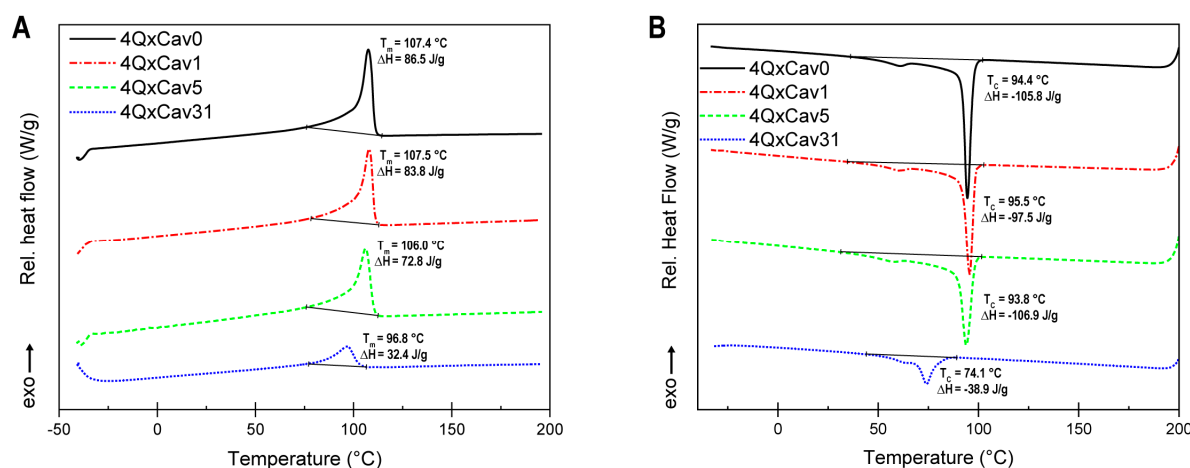 A
4QxCav0
4QxCav1
4QxCav5
4QxCav31
Tm = 107.4 °C
ΔH = 86.5 J/g
Tm = 107.5 °C
ΔH = 83.8 J/g
Tm = 106.0 °C
ΔH = 72.8 J/g
Tm = 96.8 °C
ΔH = 32.4 J/g
Rel. heat flow (W/g)
exo
-50 0 50 100 150 200
Temperature (°C)
B
4QxCav0
4QxCav1
4QxCav5
4QxCav31
TC = 94.4 °C
ΔH = -105.8 J/g
TC = 95.5 °C
ΔH = -97.5 J/g
TC = 93.8 °C
ΔH = -106.9 J/g
TC = 74.1 °C
ΔH = -38.9 J/g
Rel. Heat Flow (W/g)
exo
0 50 100 150 200
Temperature (°C)